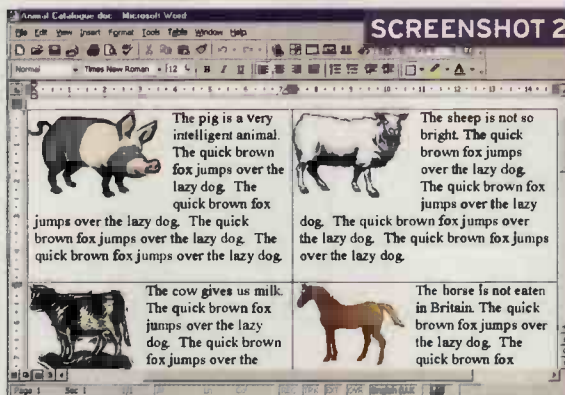 Animal Catalogue doc Microsoft Word
SCREENSHOT 2
File Edit View Insert Format Tools Table Window Help
Normal Times New Roman 12 B I U
The pig is a very
intelligent animal.
The quick brown
fox jumps over the
lazy dog. The
quick brown fox
jumps over the lazy dog. The quick
brown fox jumps over the lazy dog. The
quick brown fox jumps over the lazy dog.
The sheep is not so
bright. The quick
brown fox jumps
over the lazy dog.
The quick brown fox
jumps over the lazy
dog. The quick brown fox jumps over
the lazy dog. The quick brown fox jumps
over the lazy dog.
The cow gives us milk.
The quick brown fox
jumps over the lazy
dog. The quick brown
fox jumps over the
The horse is not eaten
in Britain. The quick
brown fox jumps over
the lazy dog. The
quick brown fox
Page 1 Sec 1 1/1 TRK EXT OVR English (U.K.)